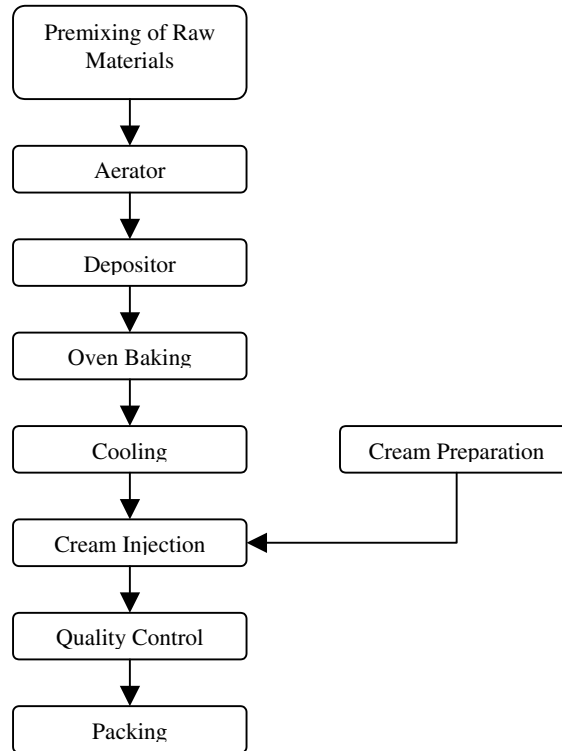 Premixing of Raw
Materials
Aerator
Depositor
Oven Baking
Cooling
Cream Preparation
Cream Injection
Quality Control
Packing